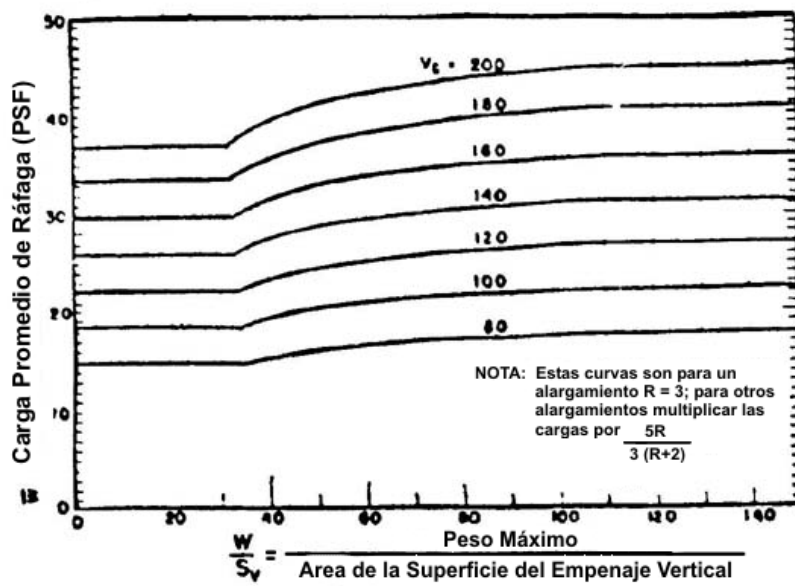 50
40
30
20
10
0
w̄ Carga Promedio de Ráfaga (PSF)
V_G = 200
180
160
140
120
100
80
NOTA: Estas curvas son para un
alargamiento R = 3; para otros
alargamientos multiplicar las
cargas por 5R
3 (R+2)
0 20 40 60 80 100 120 140
W = Peso Máximo
S_V Area de la Superficie del Empenaje Vertical